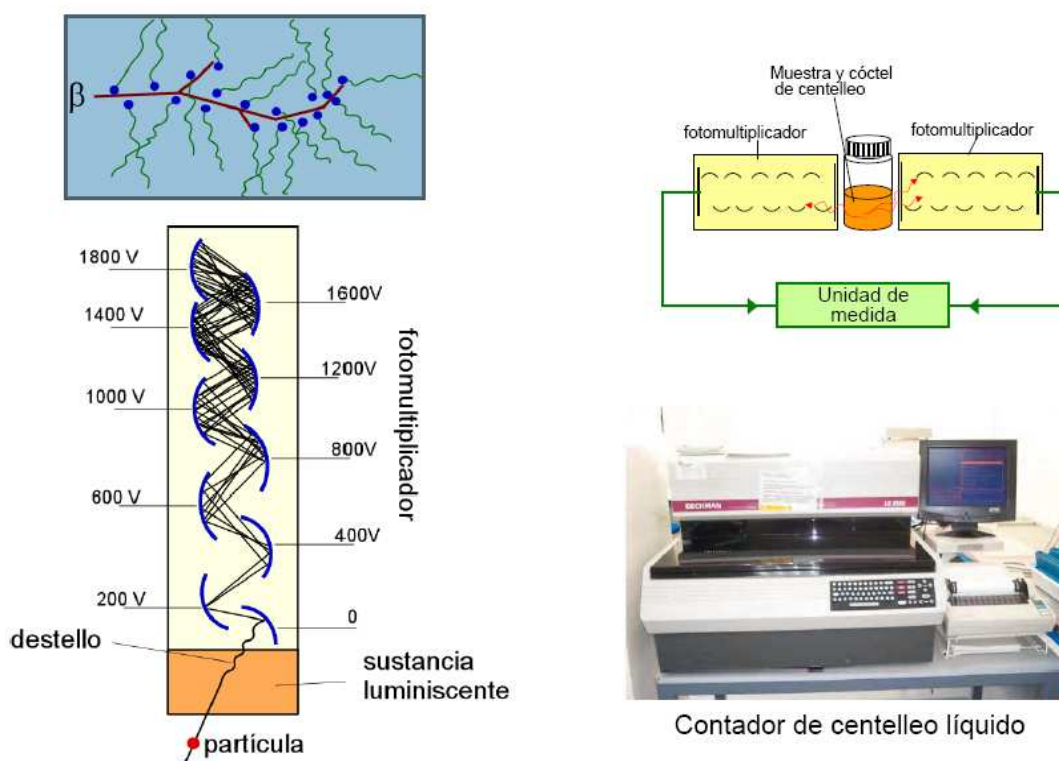 β
1800 V
1400 V
1000 V
600 V
200 V
1600V
1200V
800V
400V
0
fotomultiplicador
destello
sustancia
luminiscente
partícula
Muestra y cóctel
de centelleo
fotomultiplicador
fotomultiplicador
Unidad de
medida
BECKMAN
Contador de centelleo líquido